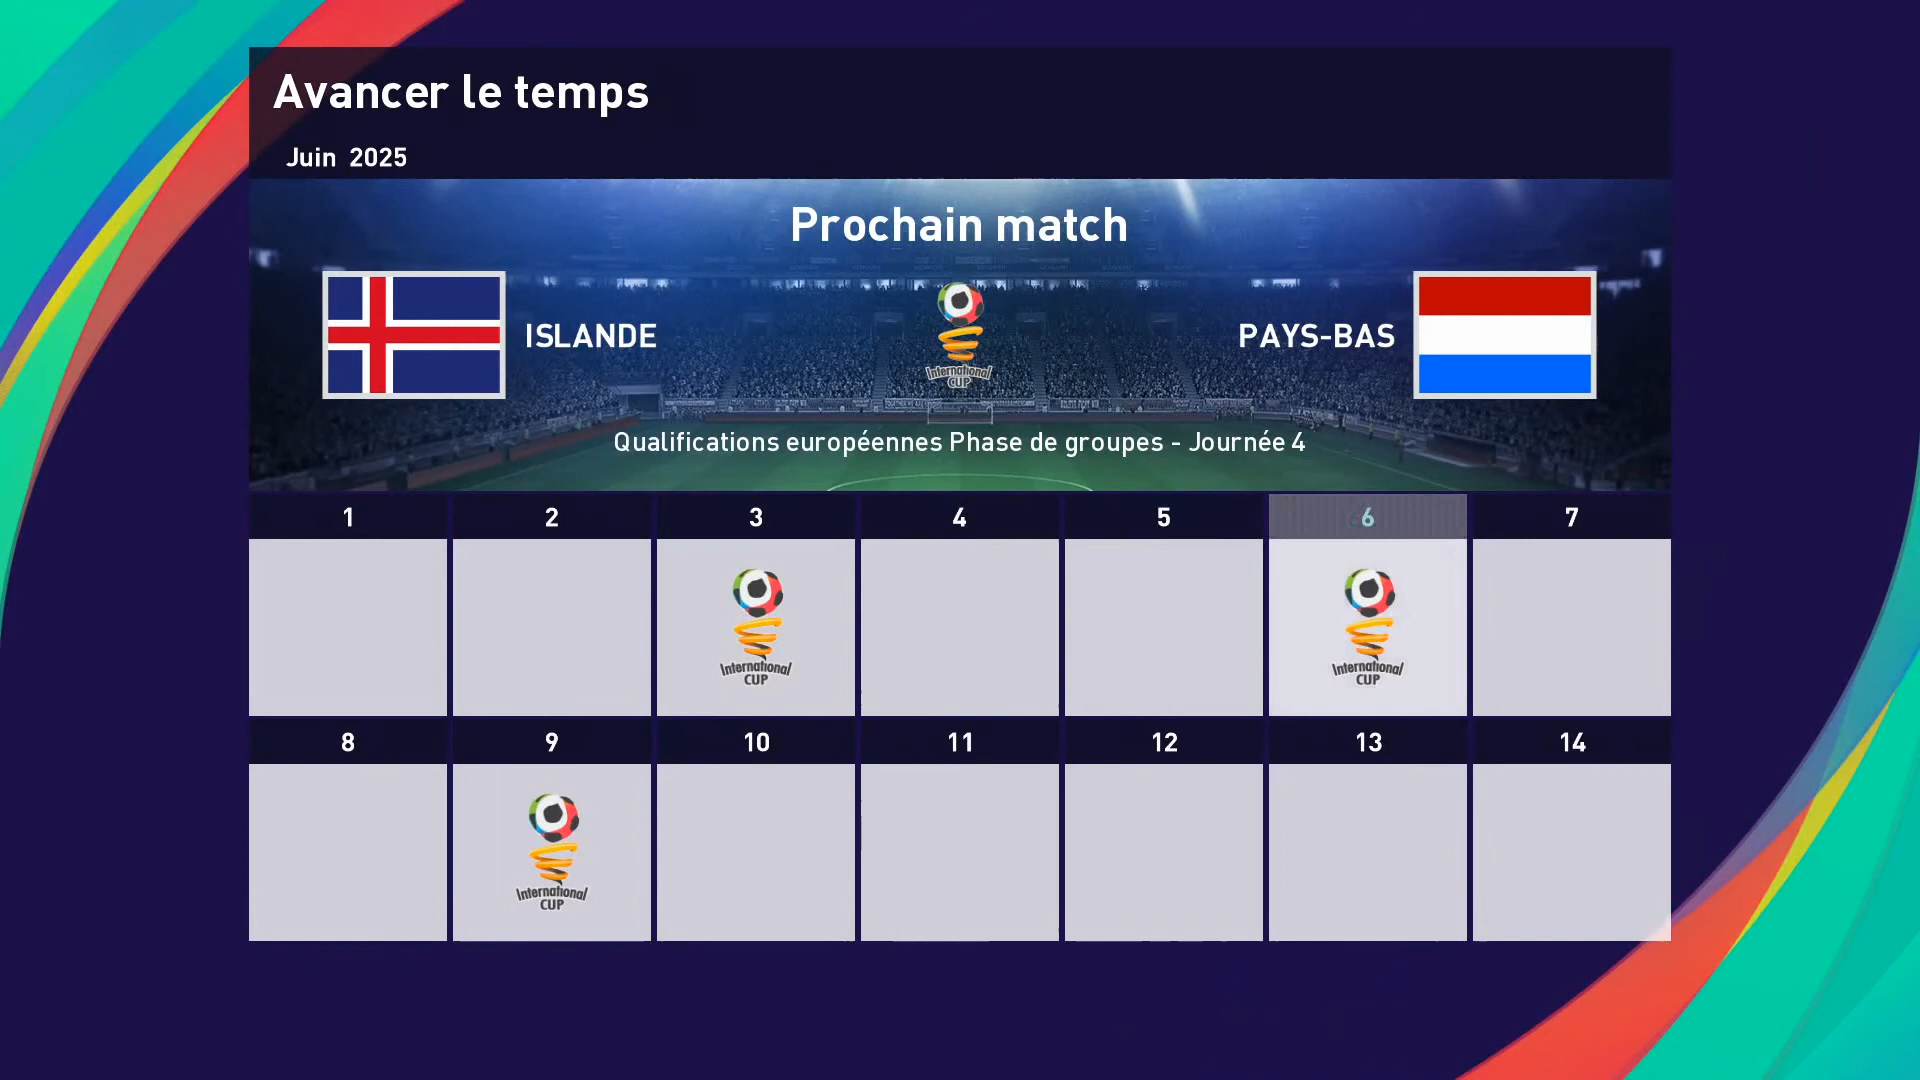 Avancer le temps
Juin 2025
Prochain match
ISLANDE
PAYS-BAS
International
CUP
Qualifications européennes Phase de groupes - Journée 4
1 2 3 4 5 6 7
International
CUP
International
CUP
8 9 10 11 12 13 14
International
CUP